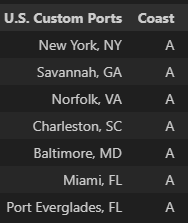 U.S. Custom Ports Coast
New York, NY A
Savannah, GA A
Norfolk, VA A
Charleston, SC A
Baltimore, MD A
Miami, FL A
Port Everglades, FL A